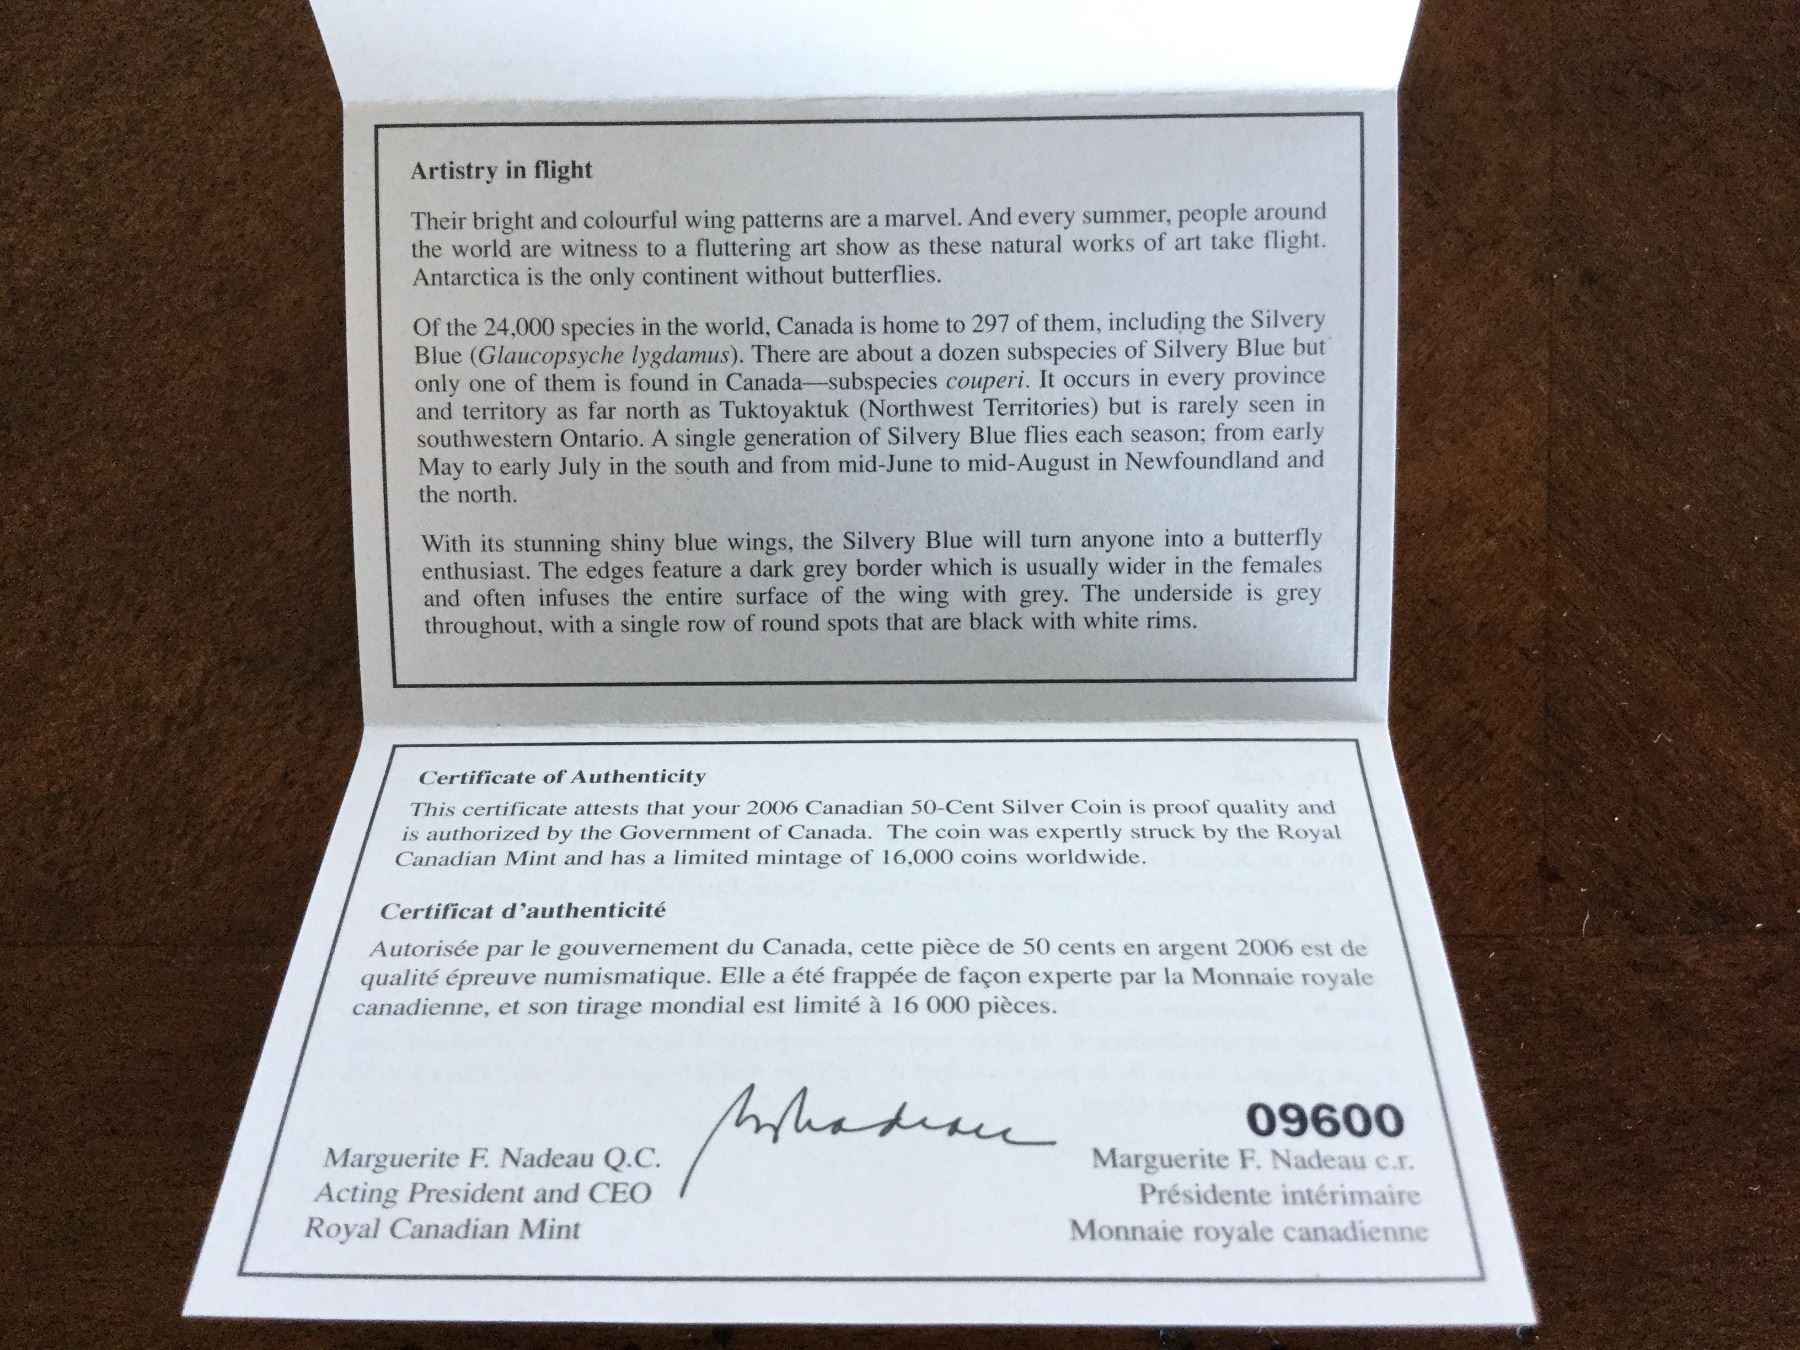 Artistry in flight
Their bright and colourful wing patterns are a marvel. And every summer, people around
the world are witness to a fluttering art show as these natural works of art take flight.
Antarctica is the only continent without butterflies.
Of the 24,000 species in the world, Canada is home to 297 of them, including the Silvery
Blue (Glaucopsyche lygdamus). There are about a dozen subspecies of Silvery Blue but
only one of them is found in Canada—subspecies couperi. It occurs in every province
and territory as far north as Tuktoyaktuk (Northwest Territories) but is rarely seen in
southwestern Ontario. A single generation of Silvery Blue flies each season; from early
May to early July in the south and from mid-June to mid-August in Newfoundland and
the north.
With its stunning shiny blue wings, the Silvery Blue will turn anyone into a butterfly
enthusiast. The edges feature a dark grey border which is usually wider in the females
and often infuses the entire surface of the wing with grey. The underside is grey
throughout, with a single row of round spots that are black with white rims.
Certificate of Authenticity
This certificate attests that your 2006 Canadian 50-Cent Silver Coin is proof quality and
is authorized by the Government of Canada. The coin was expertly struck by the Royal
Canadian Mint and has a limited mintage of 16,000 coins worldwide.
Certificat d'authenticité
Autorisée par le gouvernement du Canada, cette pièce de 50 cents en argent 2006 est de
qualité épreuve numismatique. Elle a été frappée de façon experte par la Monnaie royale
canadienne, et son tirage mondial est limité à 16 000 pièces.
09600
Marguerite F. Nadeau Q.C.
Acting President and CEO
Royal Canadian Mint
Marguerite F. Nadeau c.r.
Présidente intérimaire
Monnaie royale canadienne